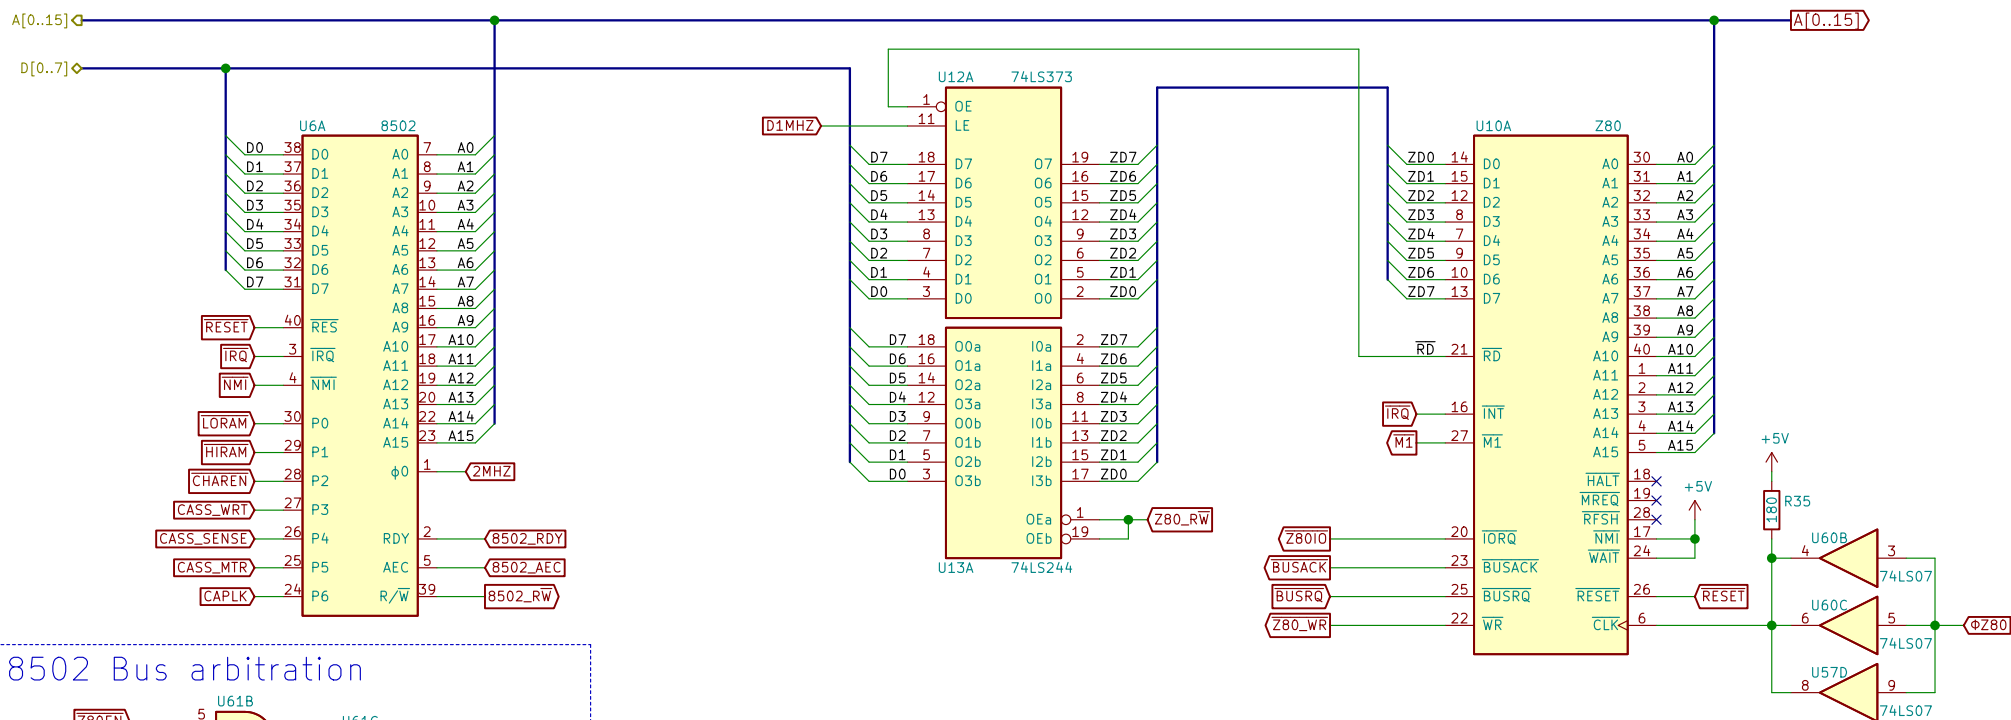 A[0..15]
A[0..15]
D[0..7]
U6A 8502
38 D0 A0 7
37 D1 A1 8
36 D2 A2 9
35 D3 A3 10
34 D4 A4 11
33 D5 A5 12
32 D6 A6 13
31 D7 A7 14
A8 15
40 RES A9 16
A10 17
3 IRQ A11 18
4 NMI A12 19
A13 20
30 P0 A14 22
29 P1 A15 23
28 P2 ϕ0 1
27 P3
26 P4 RDY 2
25 P5 AEC 5
24 P6 R/W 39
D0
D1
D2
D3
D4
D5
D6
D7
RESET
IRQ
NMI
LORAM
HIRAM
CHAREN
CASS_WRT
CASS_SENSE
CASS_MTR
CAPLK
A0
A1
A2
A3
A4
A5
A6
A7
A8
A9
A10
A11
A12
A13
A14
A15
2MHZ
8502_RDY
8502_AEC
8502_RW
U12A 74LS373
1 OE
D1MHZ 11 LE
D7 18 D7 O7 19 ZD7
D6 17 D6 O6 16 ZD6
D5 14 D5 O5 15 ZD5
D4 13 D4 O4 12 ZD4
D3 8 D3 O3 9 ZD3
D2 7 D2 O2 6 ZD2
D1 4 D1 O1 5 ZD1
D0 3 D0 O0 2 ZD0
D7 18 O0a I0a 2 ZD7
D6 16 O1a I1a 4 ZD6
D5 14 O2a I2a 6 ZD5
D4 12 O3a I3a 8 ZD4
D3 9 O0b I0b 11 ZD3
D2 7 O1b I1b 13 ZD2
D1 5 O2b I2b 15 ZD1
D0 3 O3b I3b 17 ZD0
OEa 1 Z80_RW
OEb 19
U13A 74LS244
U10A Z80
ZD0 14 D0 A0 30 A0
ZD1 15 D1 A1 31 A1
ZD2 12 D2 A2 32 A2
ZD3 8 D3 A3 33 A3
ZD4 7 D4 A4 34 A4
ZD5 9 D5 A5 35 A5
ZD6 10 D6 A6 36 A6
ZD7 13 D7 A7 37 A7
A8 38 A8
A9 39 A9
RD 21 RD A10 40 A10
A11 1 A11
A12 2 A12
IRQ 16 INT A13 3 A13
M1 27 M1 A14 4 A14
A15 5 A15
HALT 18
MREQ 19
RFSH 28
Z80IO 20 IORQ NMI 17
WAIT 24
BUSACK 23 BUSACK
BUSRQ 25 BUSRQ RESET 26 RESET
Z80_WR 22 WR CLK 6
+5V
+5V
180 R35
U60B
4 3
74LS07
U60C
6 5
74LS07
ΦZ80
U57D
8 9
74LS07
8502 Bus arbitration
U61B
5
Z80EN
U61C